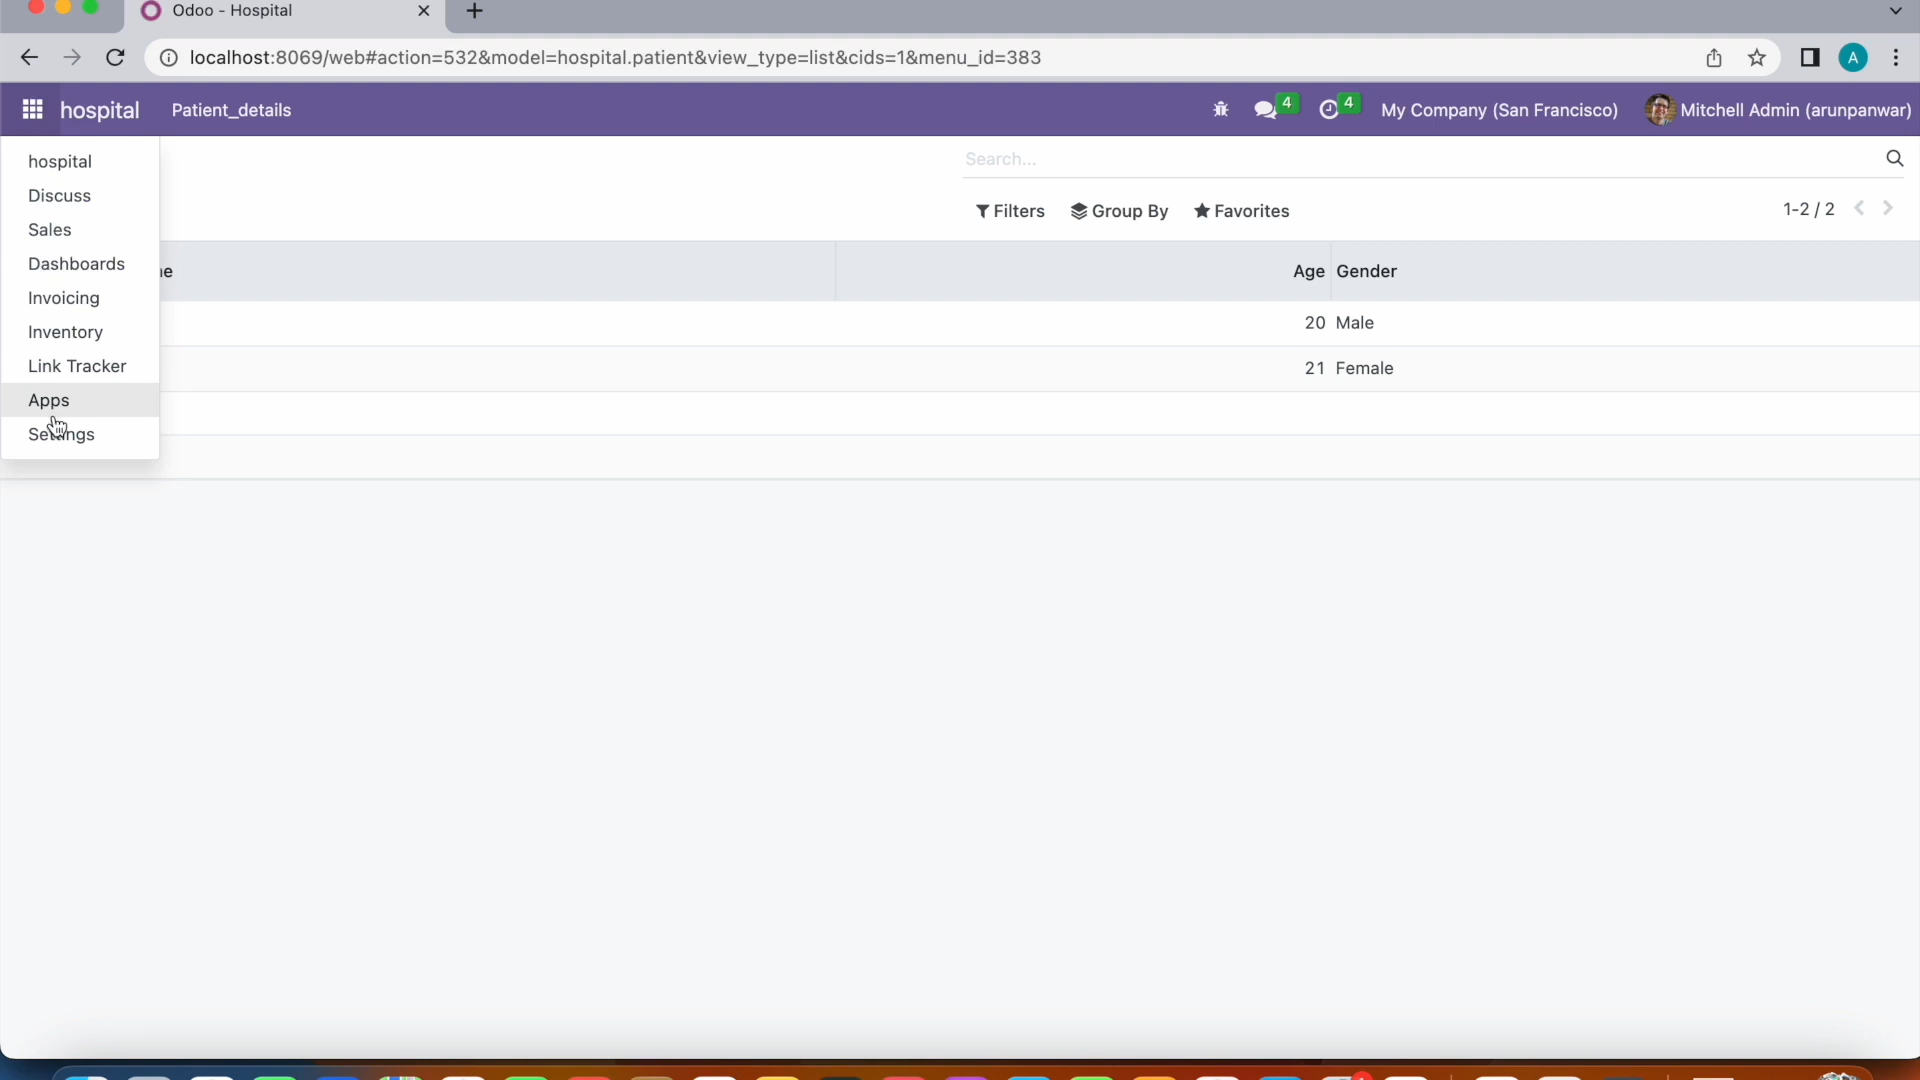 Odoo - Hospital
localhost:8069/web#action=532&model=hospital.patient&view_type=list&cids=1&menu_id=383
A
hospital
Patient_details
4
4
My Company (San Francisco)
Mitchell Admin (arunpanwar)
hospital
Discuss
Sales
Dashboards
Invoicing
Inventory
Link Tracker
Apps
Settings
Search...
Filters
Group By
Favorites
1-2 / 2
Age Gender
20 Male
21 Female